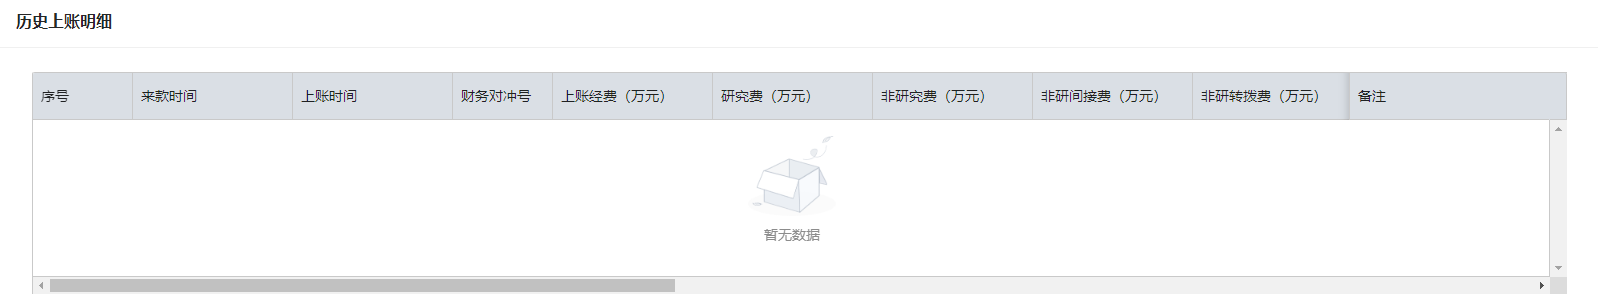 历史上账明细
序号 来款时间 上账时间 财务对冲号 上账经费（万元） 研究费（万元） 非研究费（万元） 非研间接费（万元） 非研转拨费（万元） 备注
暂无数据